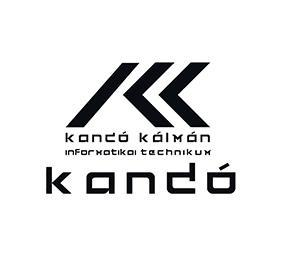 kandó kálmán
informatikai technikum
kandó